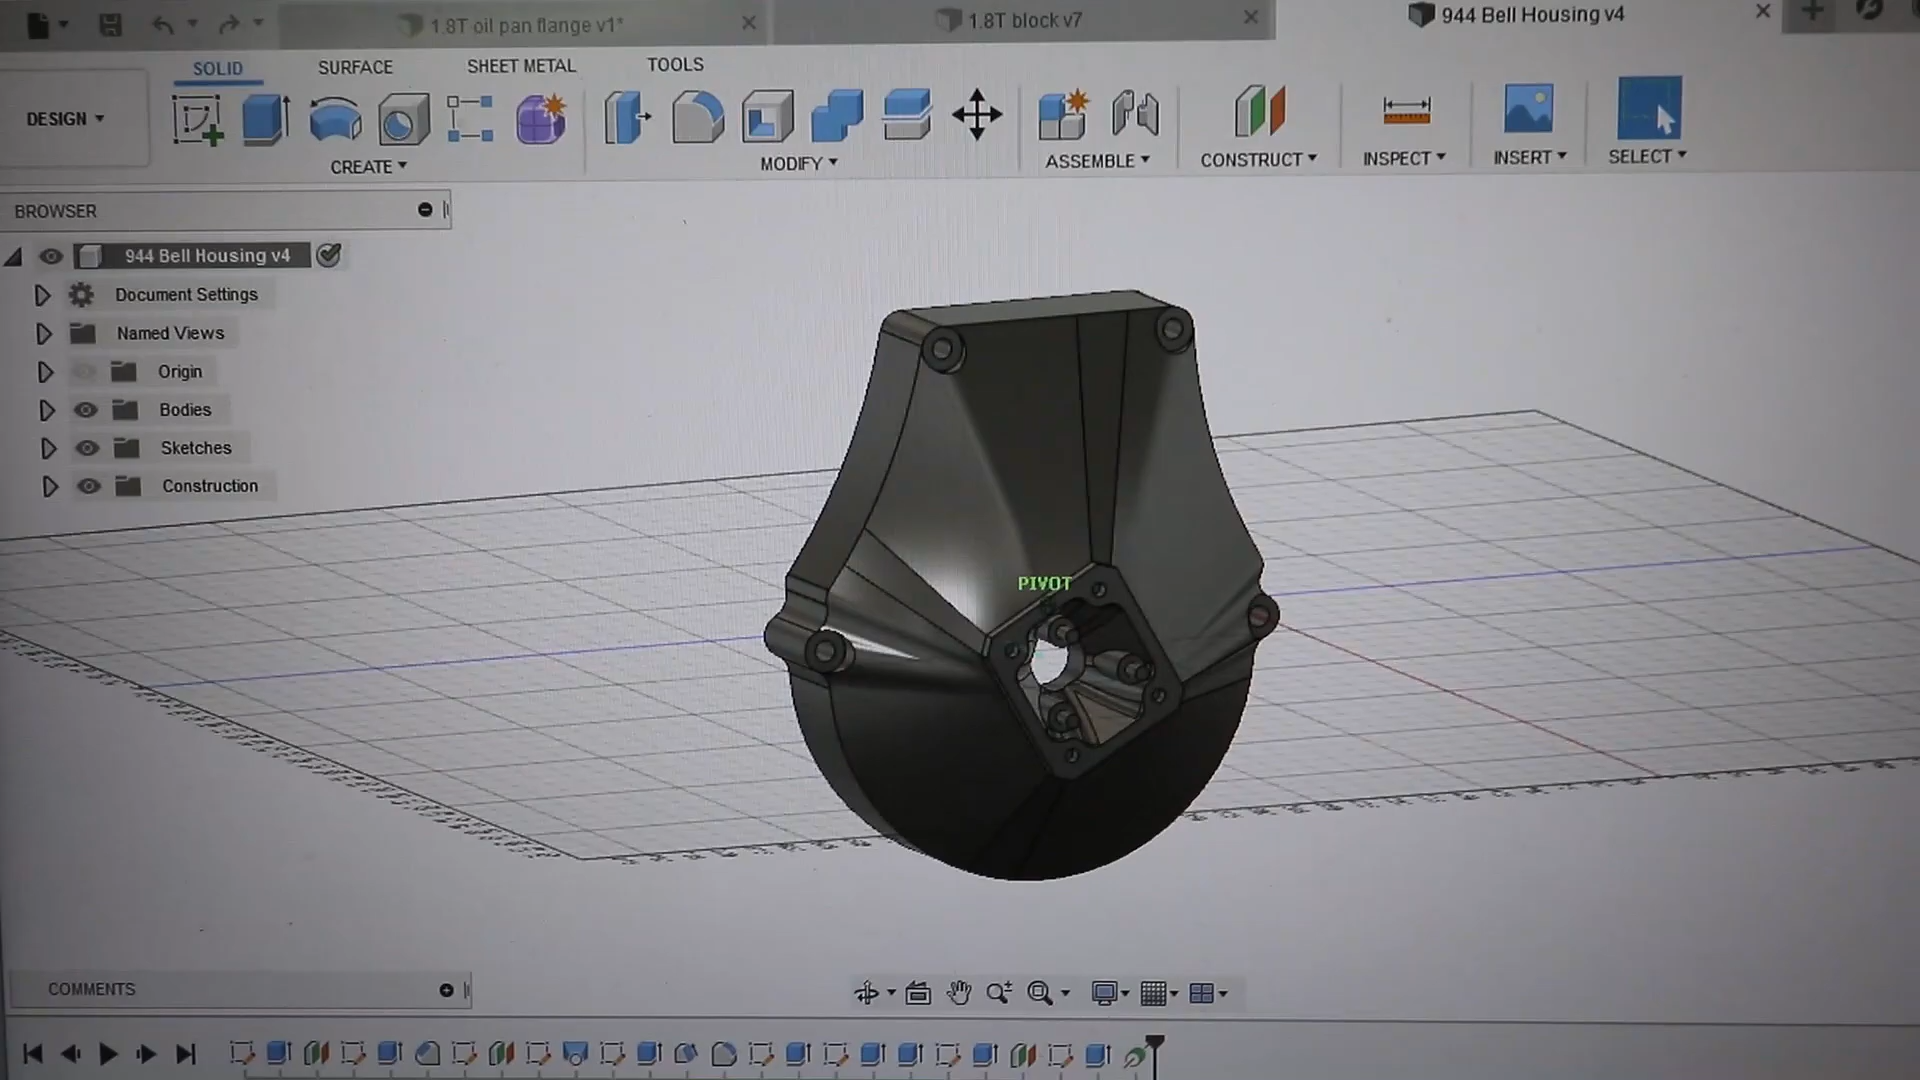 1.8T oil pan flange v1*
1.8T block v7
944 Bell Housing v4
SOLID
SURFACE
SHEET METAL
TOOLS
DESIGN
CREATE
MODIFY
ASSEMBLE
CONSTRUCT
INSPECT
INSERT
SELECT
BROWSER
944 Bell Housing v4
Document Settings
Named Views
Origin
Bodies
Sketches
Construction
PIVOT
COMMENTS